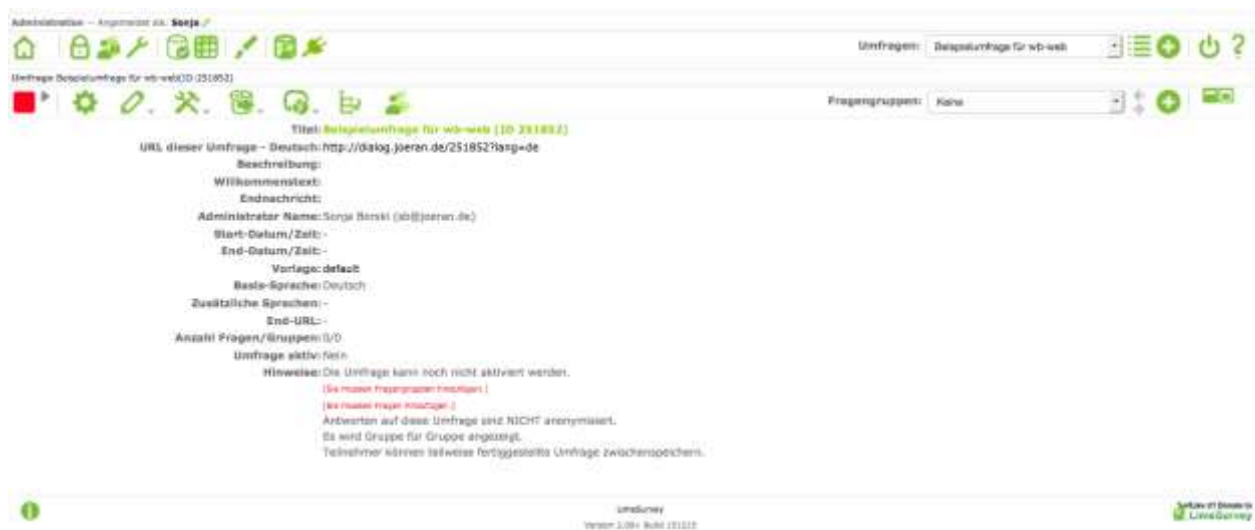 Administration -- Angemeldet als: Sonja
Umfragen: Beispielumfrage für wb-web
Umfrage Beispielumfrage für wb-web(ID 251852)
Fragengruppen: Keine
Titel: Beispielumfrage für wb-web (ID 251852)
URL dieser Umfrage - Deutsch: http://dialog.joeran.de/251852?lang=de
Beschreibung:
Willkommenstext:
Endnachricht:
Administrator Name: Sonja Borski (sb@joeran.de)
Start-Datum/Zeit: -
End-Datum/Zeit: -
Vorlage: default
Basis-Sprache: Deutsch
Zusätzliche Sprachen: -
End-URL: -
Anzahl Fragen/Gruppen: 0/0
Umfrage aktiv: Nein
Hinweise: Die Umfrage kann noch nicht aktiviert werden.
[Sie müssen Fragengruppen hinzufügen.]
[Sie müssen Fragen hinzufügen.]
Antworten auf diese Umfrage sind NICHT anonymisiert.
Es wird Gruppe für Gruppe angezeigt.
Teilnehmer können teilweise fertiggestellte Umfrage zwischenspeichern.
LimeSurvey
Version 2.06+ Build 151215
LimeSurvey